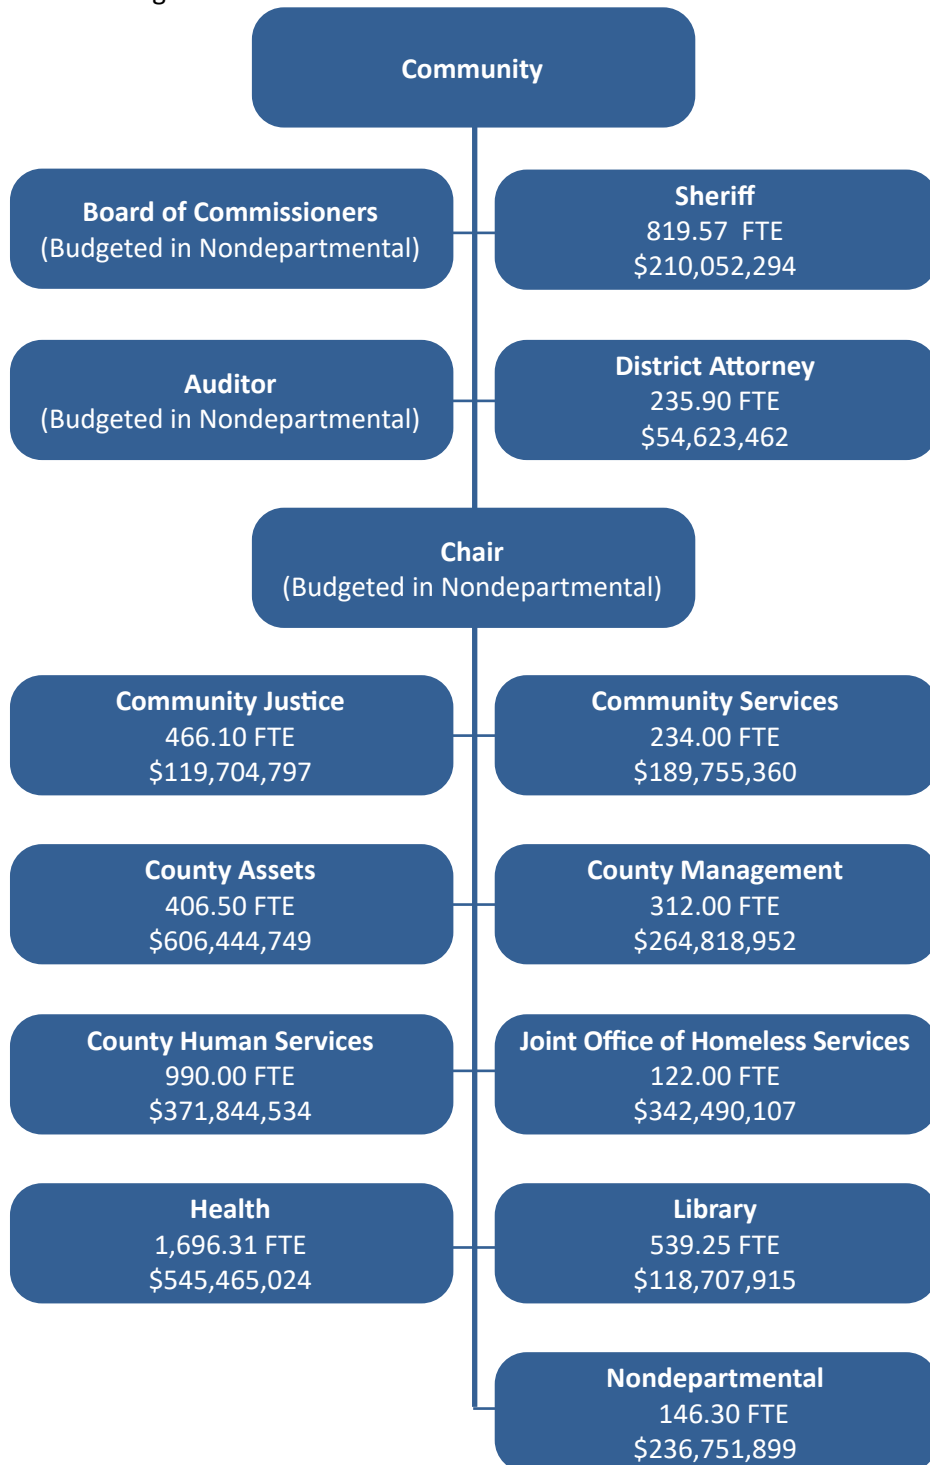 Community
Board of Commissioners
(Budgeted in Nondepartmental)
Sheriff
819.57 FTE
$210,052,294
Auditor
(Budgeted in Nondepartmental)
District Attorney
235.90 FTE
$54,623,462
Chair
(Budgeted in Nondepartmental)
Community Justice
466.10 FTE
$119,704,797
Community Services
234.00 FTE
$189,755,360
County Assets
406.50 FTE
$606,444,749
County Management
312.00 FTE
$264,818,952
County Human Services
990.00 FTE
$371,844,534
Joint Office of Homeless Services
122.00 FTE
$342,490,107
Health
1,696.31 FTE
$545,465,024
Library
539.25 FTE
$118,707,915
Nondepartmental
146.30 FTE
$236,751,899